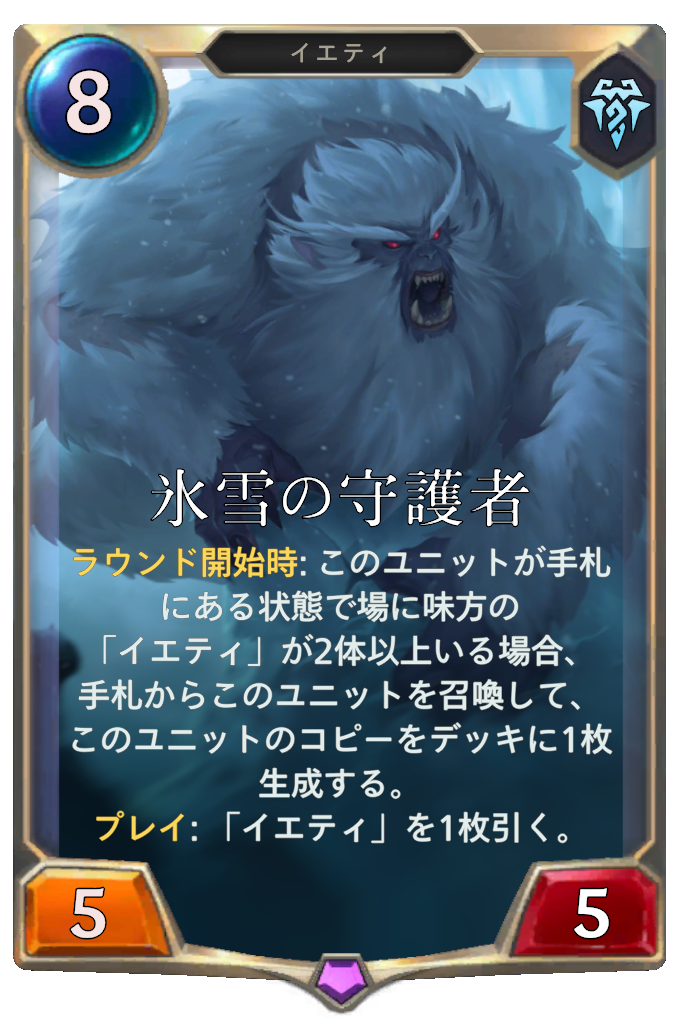 イエティ
8
氷雪の守護者
ラウンド開始時: このユニットが手札
にある状態で場に味方の
「イエティ」が2体以上いる場合、
手札からこのユニットを召喚して、
このユニットのコピーをデッキに1枚
生成する。
プレイ: 「イエティ」を1枚引く。
5
5